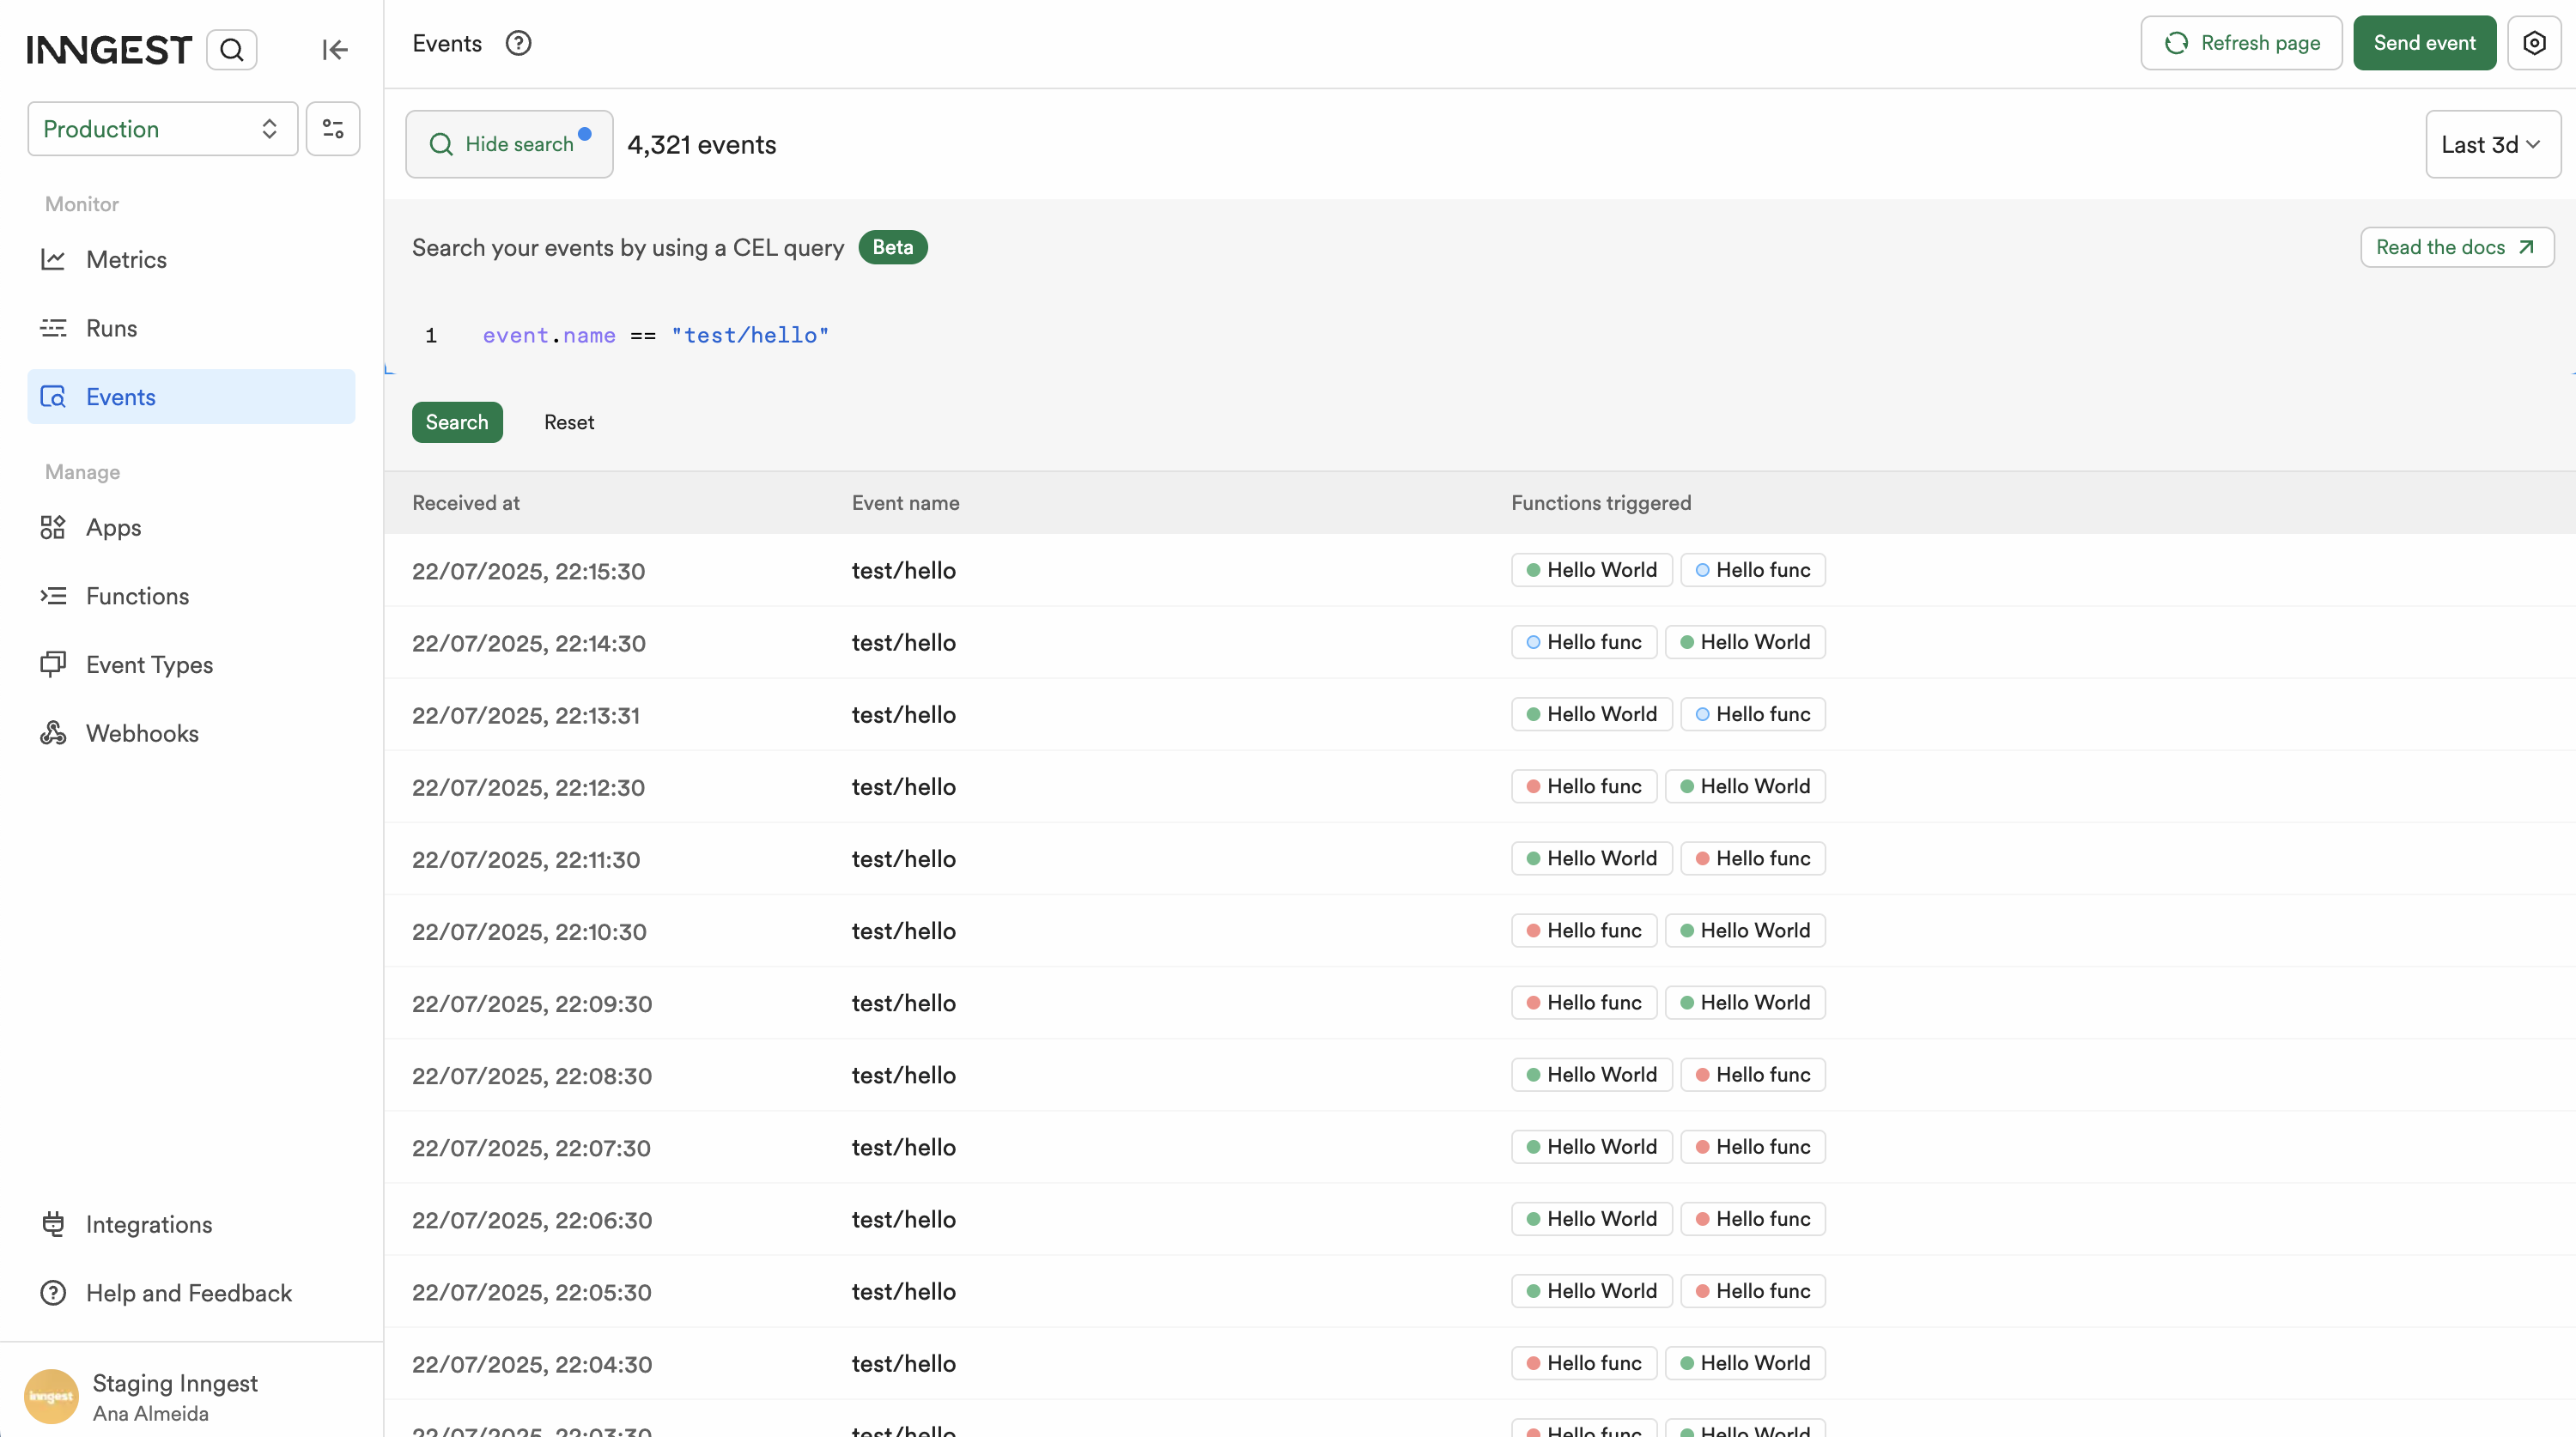 INNGEST
Production
Monitor
Metrics
Runs
Events
Manage
Apps
Functions
Event Types
Webhooks
Integrations
Help and Feedback
inngest
Staging Inngest
Ana Almeida
Events
Refresh page
Send event
Hide search
4,321 events
Last 3d
Search your events by using a CEL query Beta
Read the docs
1 event.name == "test/hello"
Search Reset
Received at Event name Functions triggered
22/07/2025, 22:15:30 test/hello Hello World Hello func
22/07/2025, 22:14:30 test/hello Hello func Hello World
22/07/2025, 22:13:31 test/hello Hello World Hello func
22/07/2025, 22:12:30 test/hello Hello func Hello World
22/07/2025, 22:11:30 test/hello Hello World Hello func
22/07/2025, 22:10:30 test/hello Hello func Hello World
22/07/2025, 22:09:30 test/hello Hello func Hello World
22/07/2025, 22:08:30 test/hello Hello World Hello func
22/07/2025, 22:07:30 test/hello Hello World Hello func
22/07/2025, 22:06:30 test/hello Hello World Hello func
22/07/2025, 22:05:30 test/hello Hello World Hello func
22/07/2025, 22:04:30 test/hello Hello func Hello World
22/07/2025, 22:03:30 test/hello Hello func Hello World